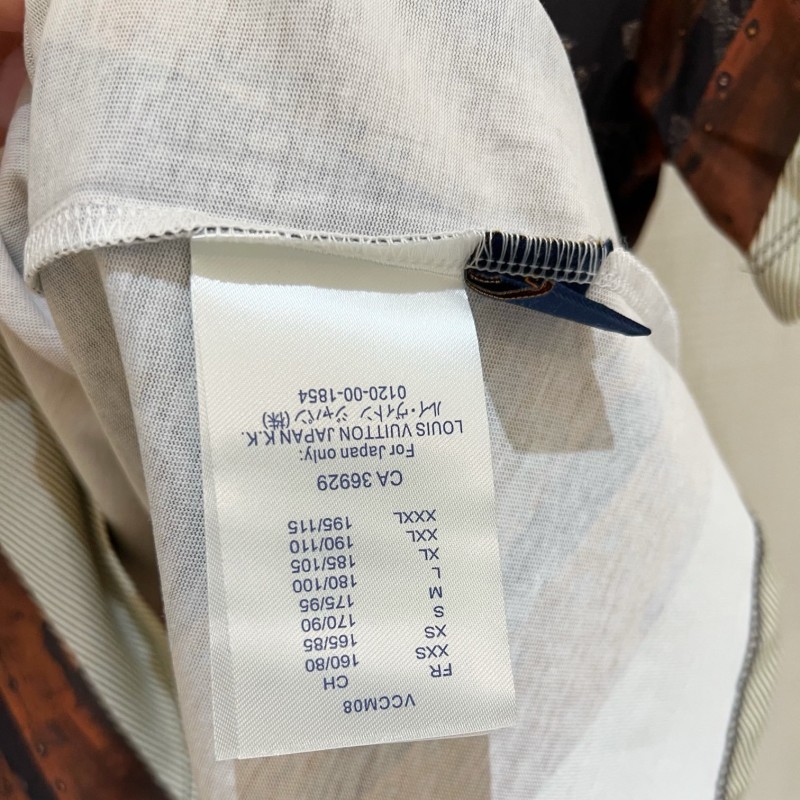 VCCM08
FR CH
XXS 160/80
XS 165/85
S 170/90
M 175/95
L 180/100
XL 185/105
XXL 190/110
XXXL 195/115
CA 36929
For Japan only:
LOUIS VUITTON JAPAN K.K.
ルイ・ヴィトン ジャパン(株)
0120-00-1854